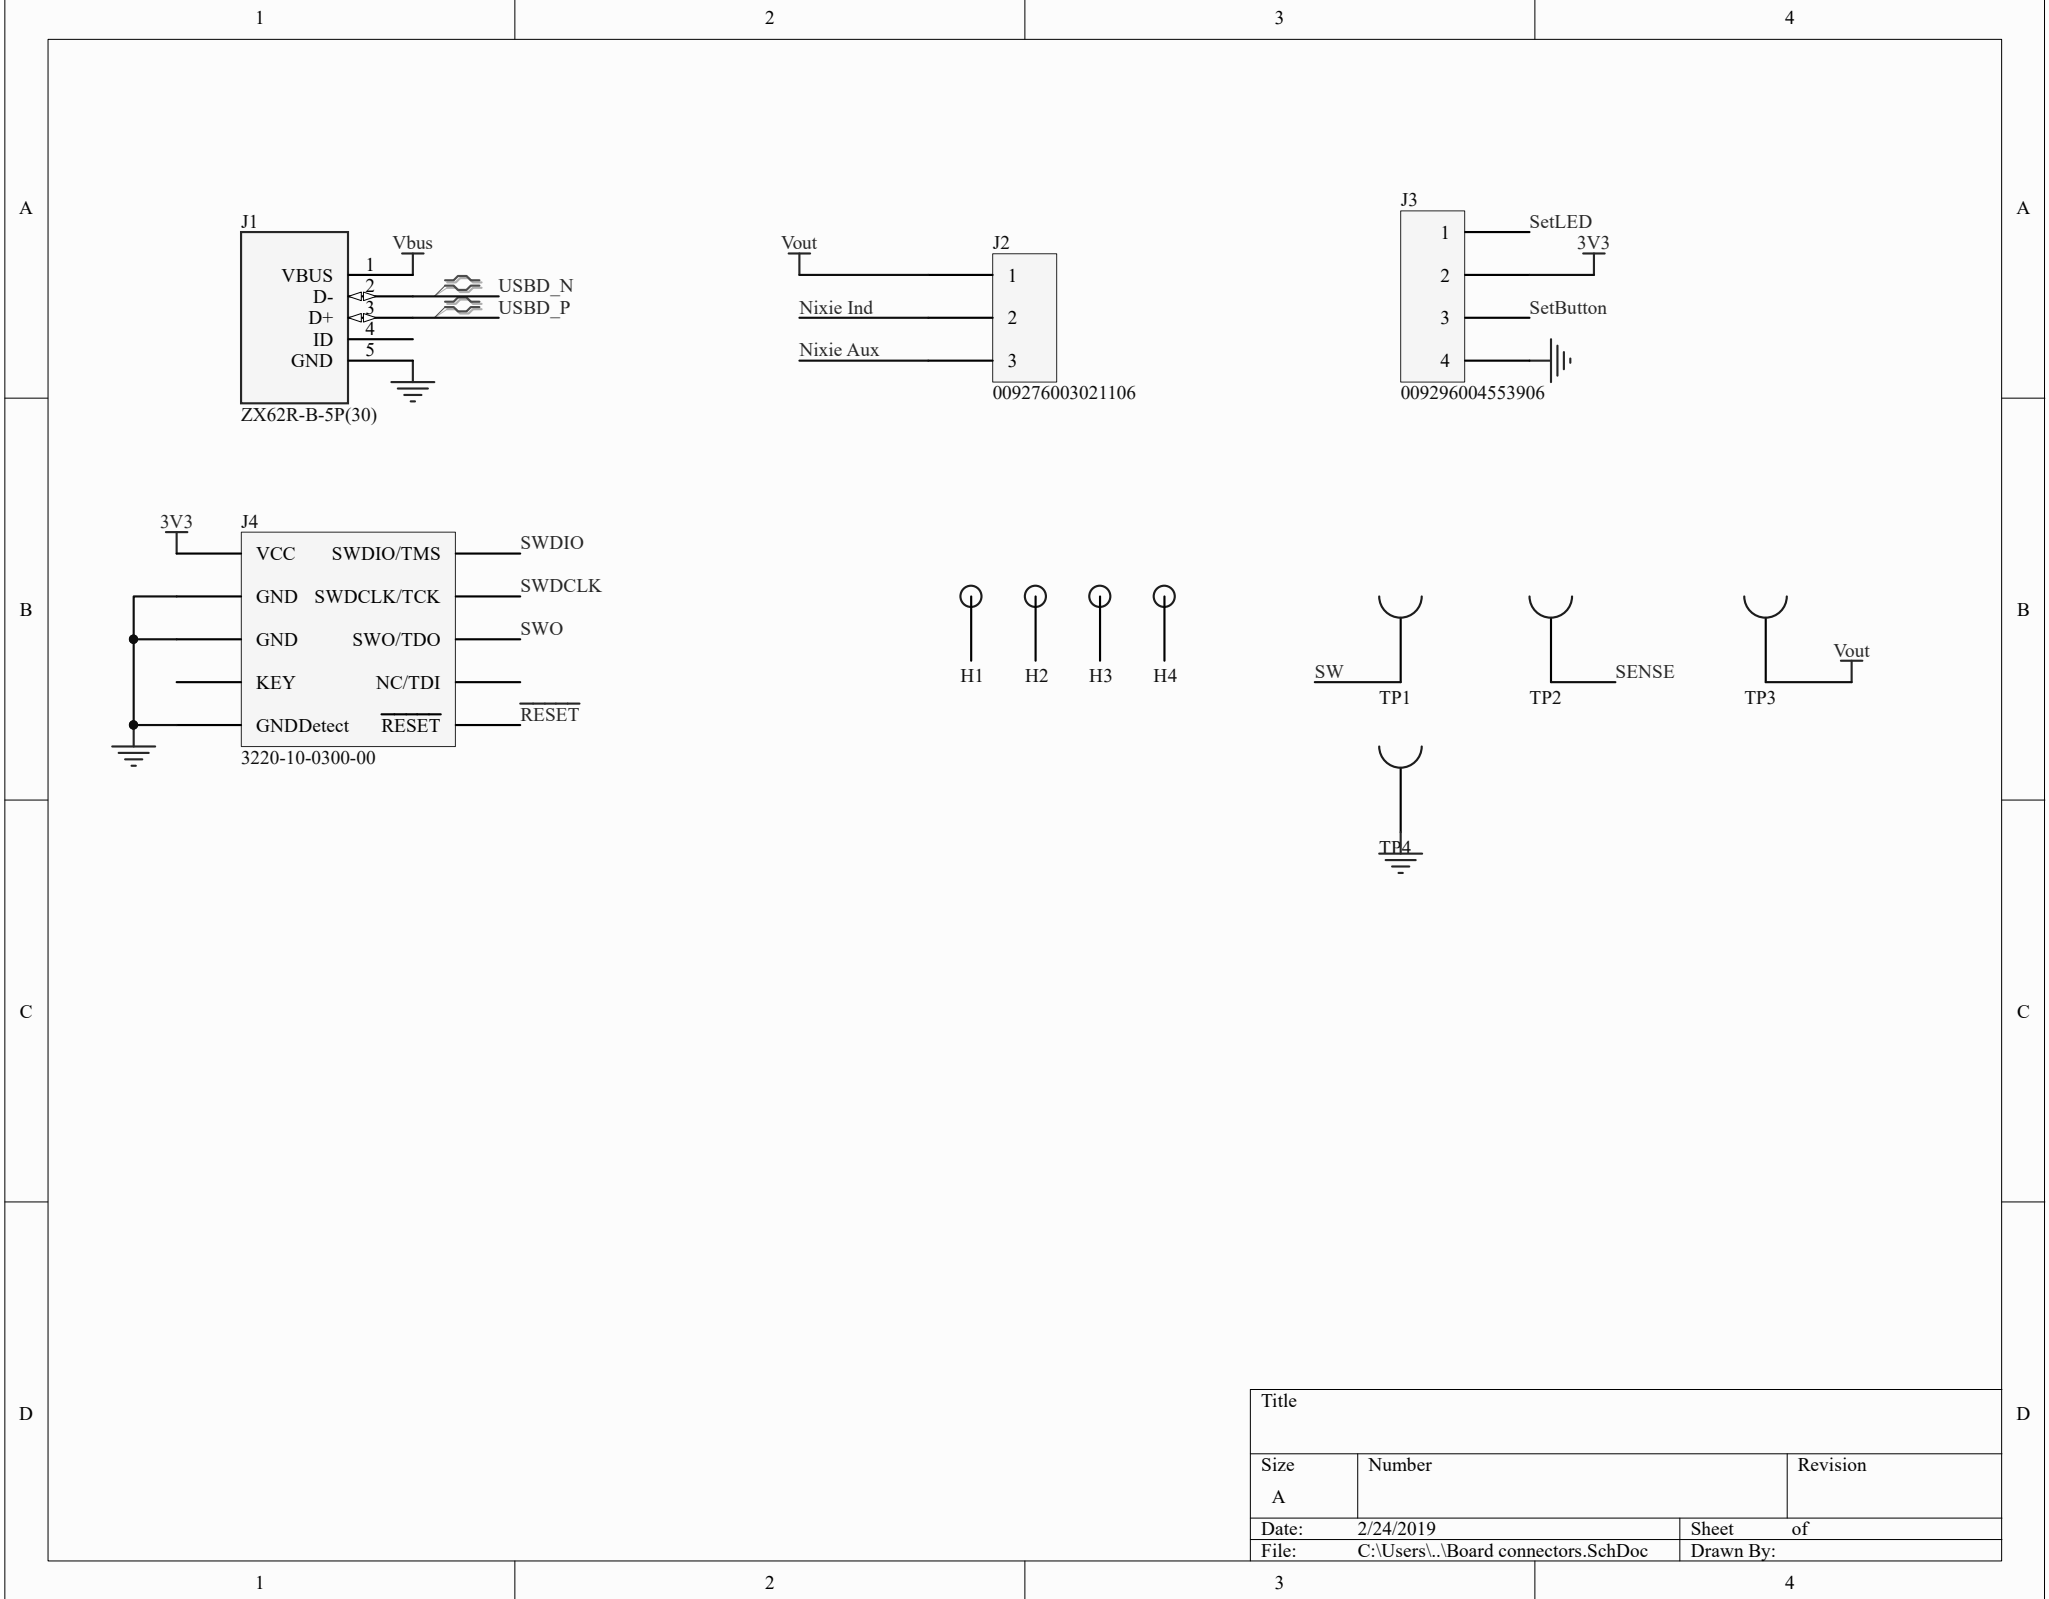 1 2 3 4
A A
J1
VBUS 1 Vbus
D- 2 USBD_N
D+ 3 USBD_P
ID 4
GND 5
ZX62R-B-5P(30)
J2
Vout 1
Nixie Ind 2
Nixie Aux 3
009276003021106
J3
1 SetLED
2 3V3
3 SetButton
4
009296004553906
B B
3V3 J4
VCC SWDIO/TMS SWDIO
GND SWDCLK/TCK SWDCLK
GND SWO/TDO SWO
KEY NC/TDI
GNDDetect RESET RESET
3220-10-0300-00
H1 H2 H3 H4
SW TP1
TP2 SENSE
TP3 Vout
TP4
C C
D D
Title
Size Number Revision
A
Date: 2/24/2019 Sheet of
File: C:\Users\..\Board connectors.SchDoc Drawn By:
1 2 3 4